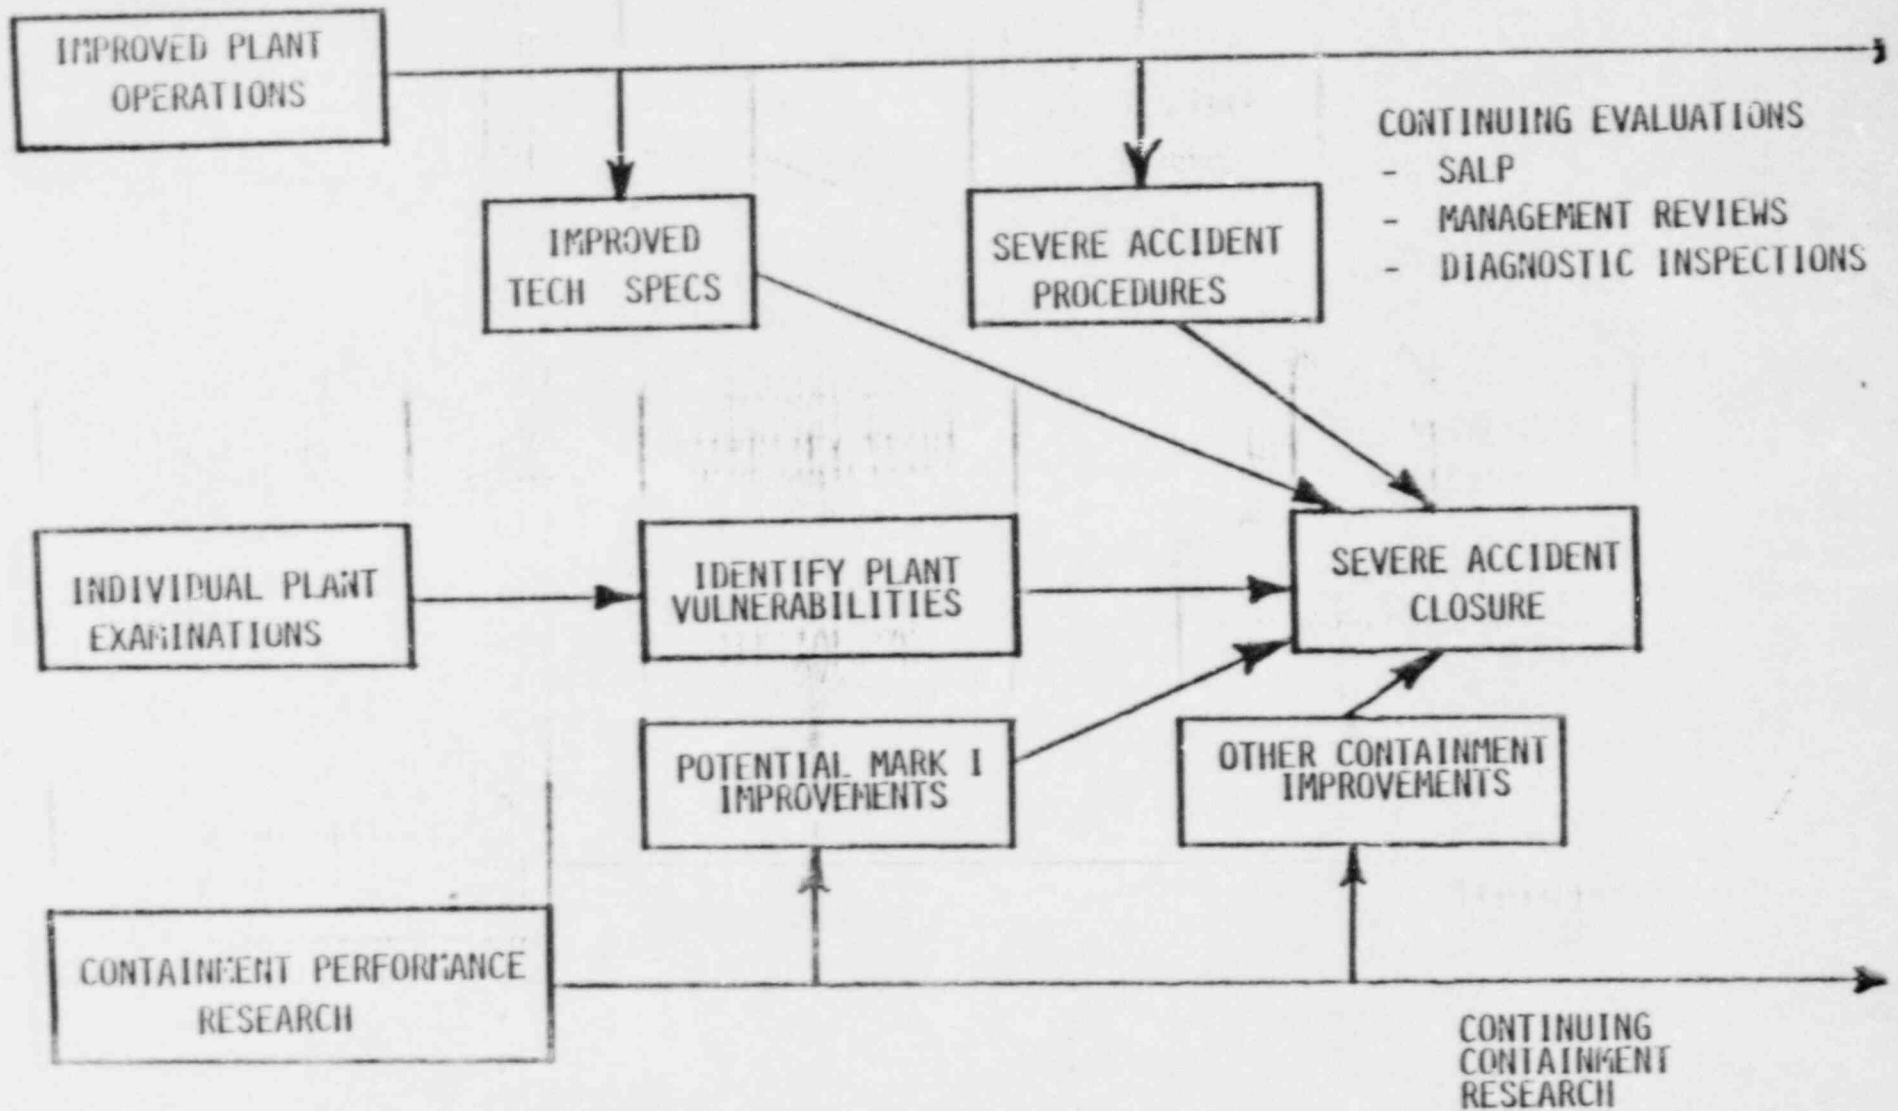 IMPROVED PLANT
OPERATIONS
CONTINUING EVALUATIONS
- SALP
- MANAGEMENT REVIEWS
- DIAGNOSTIC INSPECTIONS
IMPROVED
TECH SPECS
SEVERE ACCIDENT
PROCEDURES
INDIVIDUAL PLANT
EXAMINATIONS
IDENTIFY PLANT
VULNERABILITIES
SEVERE ACCIDENT
CLOSURE
POTENTIAL MARK I
IMPROVEMENTS
OTHER CONTAINMENT
IMPROVEMENTS
CONTAINMENT PERFORMANCE
RESEARCH
CONTINUING
CONTAINMENT
RESEARCH